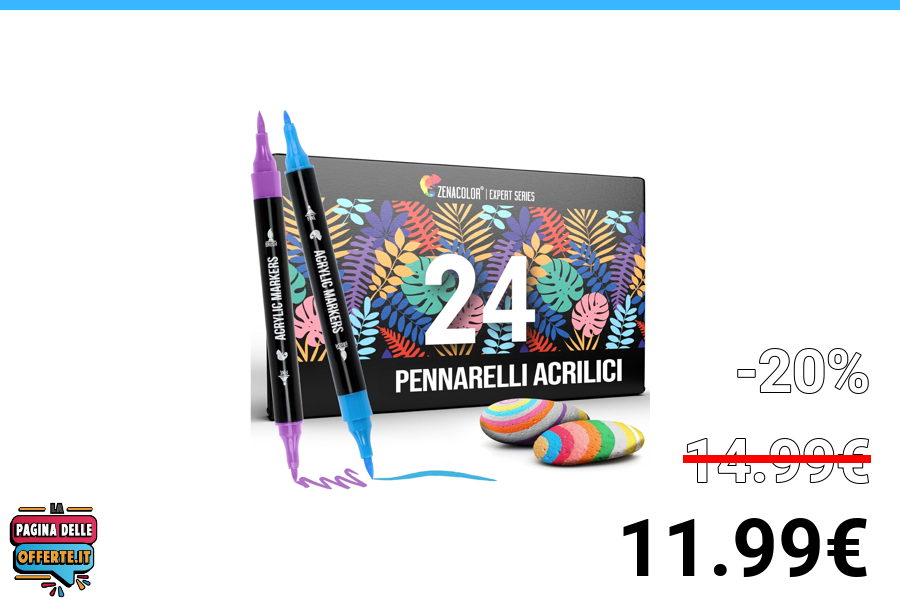 ZENACOLOR® | EXPERT SERIES
24
PENNARELLI ACRILICI
ACRYLIC MARKERS
ACRYLIC MARKERS
-20%
14.99€
11.99€
LA
PAGINA DELLE
OFFERTE.IT